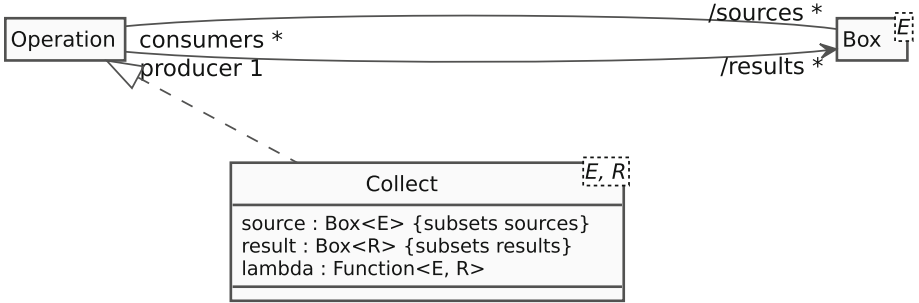 /sources *
E
Operation
consumers *
Box
producer 1
/results *
E, R
Collect
source : Box<E> {subsets sources}
result : Box<R> {subsets results}
lambda : Function<E, R>